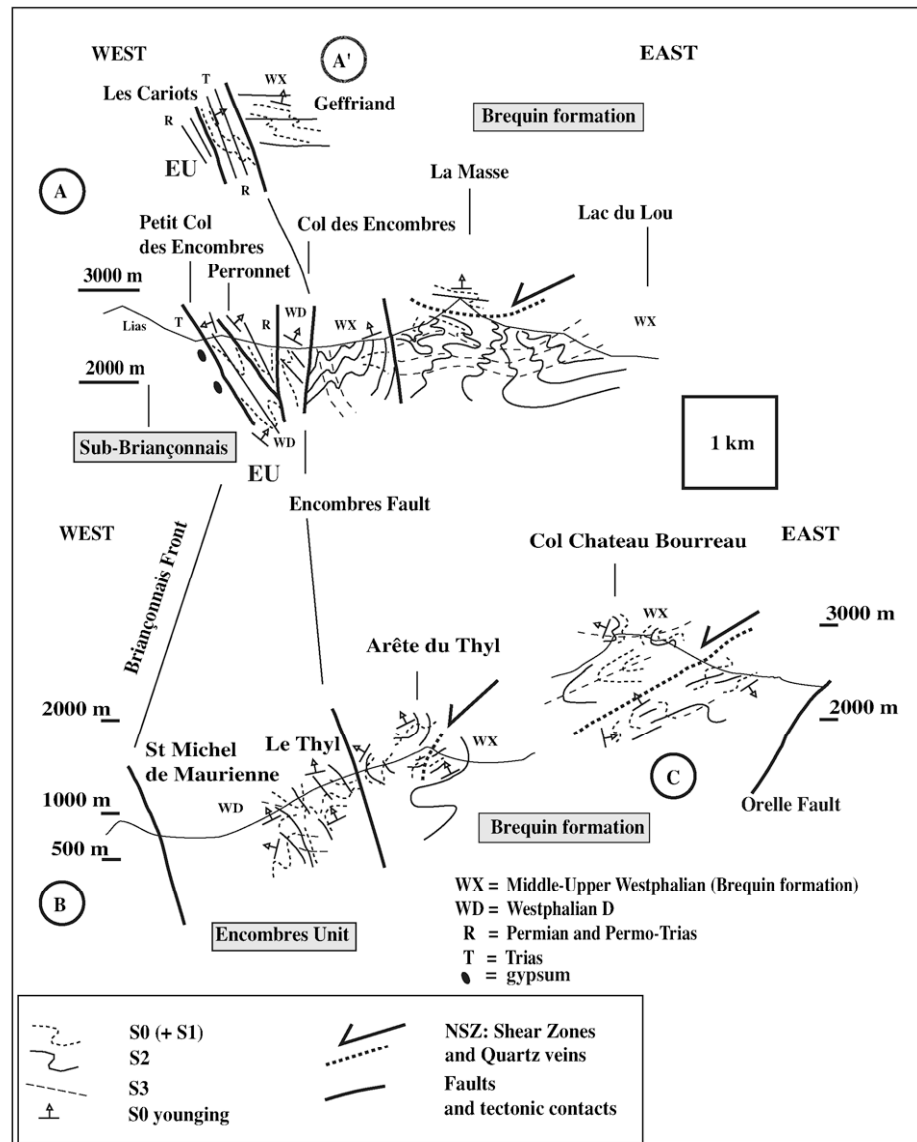 WEST
A'
EAST
T
WX
Les Cariots
Geffriand
R
Brequin formation
EU
R
A
La Masse
Lac du Lou
Petit Col
des Encombres
Col des Encombres
Perronnet
3000 m
WD
R
WX
Lias
T
WX
2000 m
WD
Sub-Briançonnais
EU
1 km
Encombres Fault
WEST
Col Chateau Bourreau
EAST
Briançonnais Front
WX
3000 m
Arête du Thyl
2000 m
2000 m
St Michel
de Maurienne
Le Thyl
WX
C
1000 m
WD
Orelle Fault
Brequin formation
500 m
B
WX = Middle-Upper Westphalian (Brequin formation)
WD = Westphalian D
Encombres Unit
R = Permian and Permo-Trias
T = Trias
= gypsum
S0 (+ S1)
S2
S3
S0 younging
NSZ: Shear Zones
and Quartz veins
Faults
and tectonic contacts